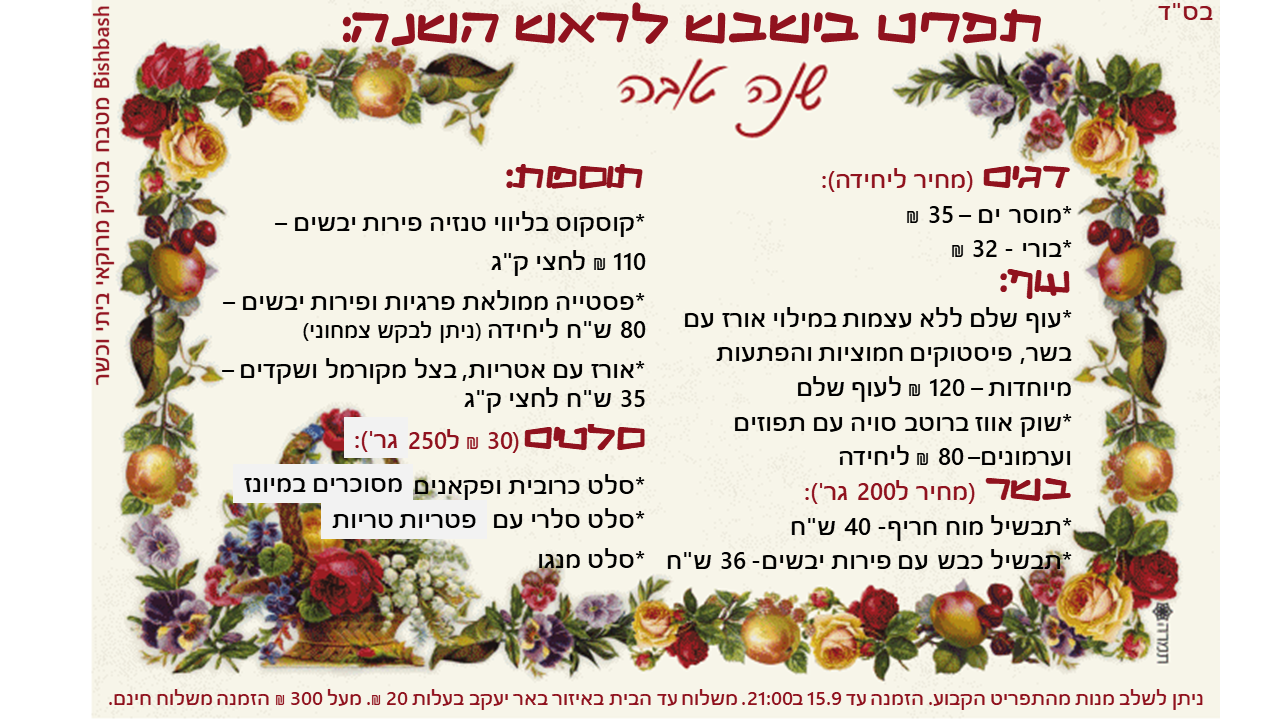 בס"ד
תפריט בישבש לראש השנה:
שנה טובה
מטבח בוטיק מרוקאי ביתי וכשר Bishbash
דגים (מחיר ליחידה):
*מוסר ים – 35 ₪
*בורי - 32 ₪
עוף:
*עוף שלם ללא עצמות במילוי אורז עם
בשר, פיסטוקים חמוציות והפתעות
מיוחדות – 120 ₪ לעוף שלם
*שוק אווז ברוטב סויה עם תפוזים
וערמונים– 80 ₪ ליחידה
בשר (מחיר ל200 גר'):
*תבשיל מוח חריף- 40 ש"ח
*תבשיל כבש עם פירות יבשים- 36 ש"ח
תוספות:
*קוסקוס בליווי טנזיה פירות יבשים –
110 ₪ לחצי ק"ג
*פסטייה ממולאת פרגיות ופירות יבשים –
80 ש"ח ליחידה (ניתן לבקש צמחוני)
*אורז עם אטריות, בצל מקורמל ושקדים –
35 ש"ח לחצי ק"ג
סלטים (30 ₪ ל250 גר'):
*סלט כרובית ופקאנים מסוכרים במיונז
*סלט סלרי עם פטריות טריות
*סלט מנגו
תמרה
ניתן לשלב מנות מהתפריט הקבוע. הזמנה עד 15.9 ב21:00. משלוח עד הבית באיזור באר יעקב בעלות 20 ₪. מעל 300 ₪ הזמנה משלוח חינם.